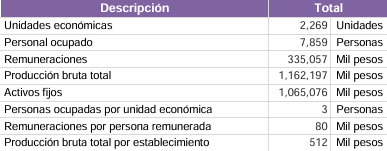 Descripción Total
Unidades económicas 2,269 Unidades
Personal ocupado 7,859 Personas
Remuneraciones 335,057 Mil pesos
Producción bruta total 1,162,197 Mil pesos
Activos fijos 1,065,076 Mil pesos
Personas ocupadas por unidad económica 3 Personas
Remuneraciones por persona remunerada 80 Mil pesos
Producción bruta total por establecimiento 512 Mil pesos